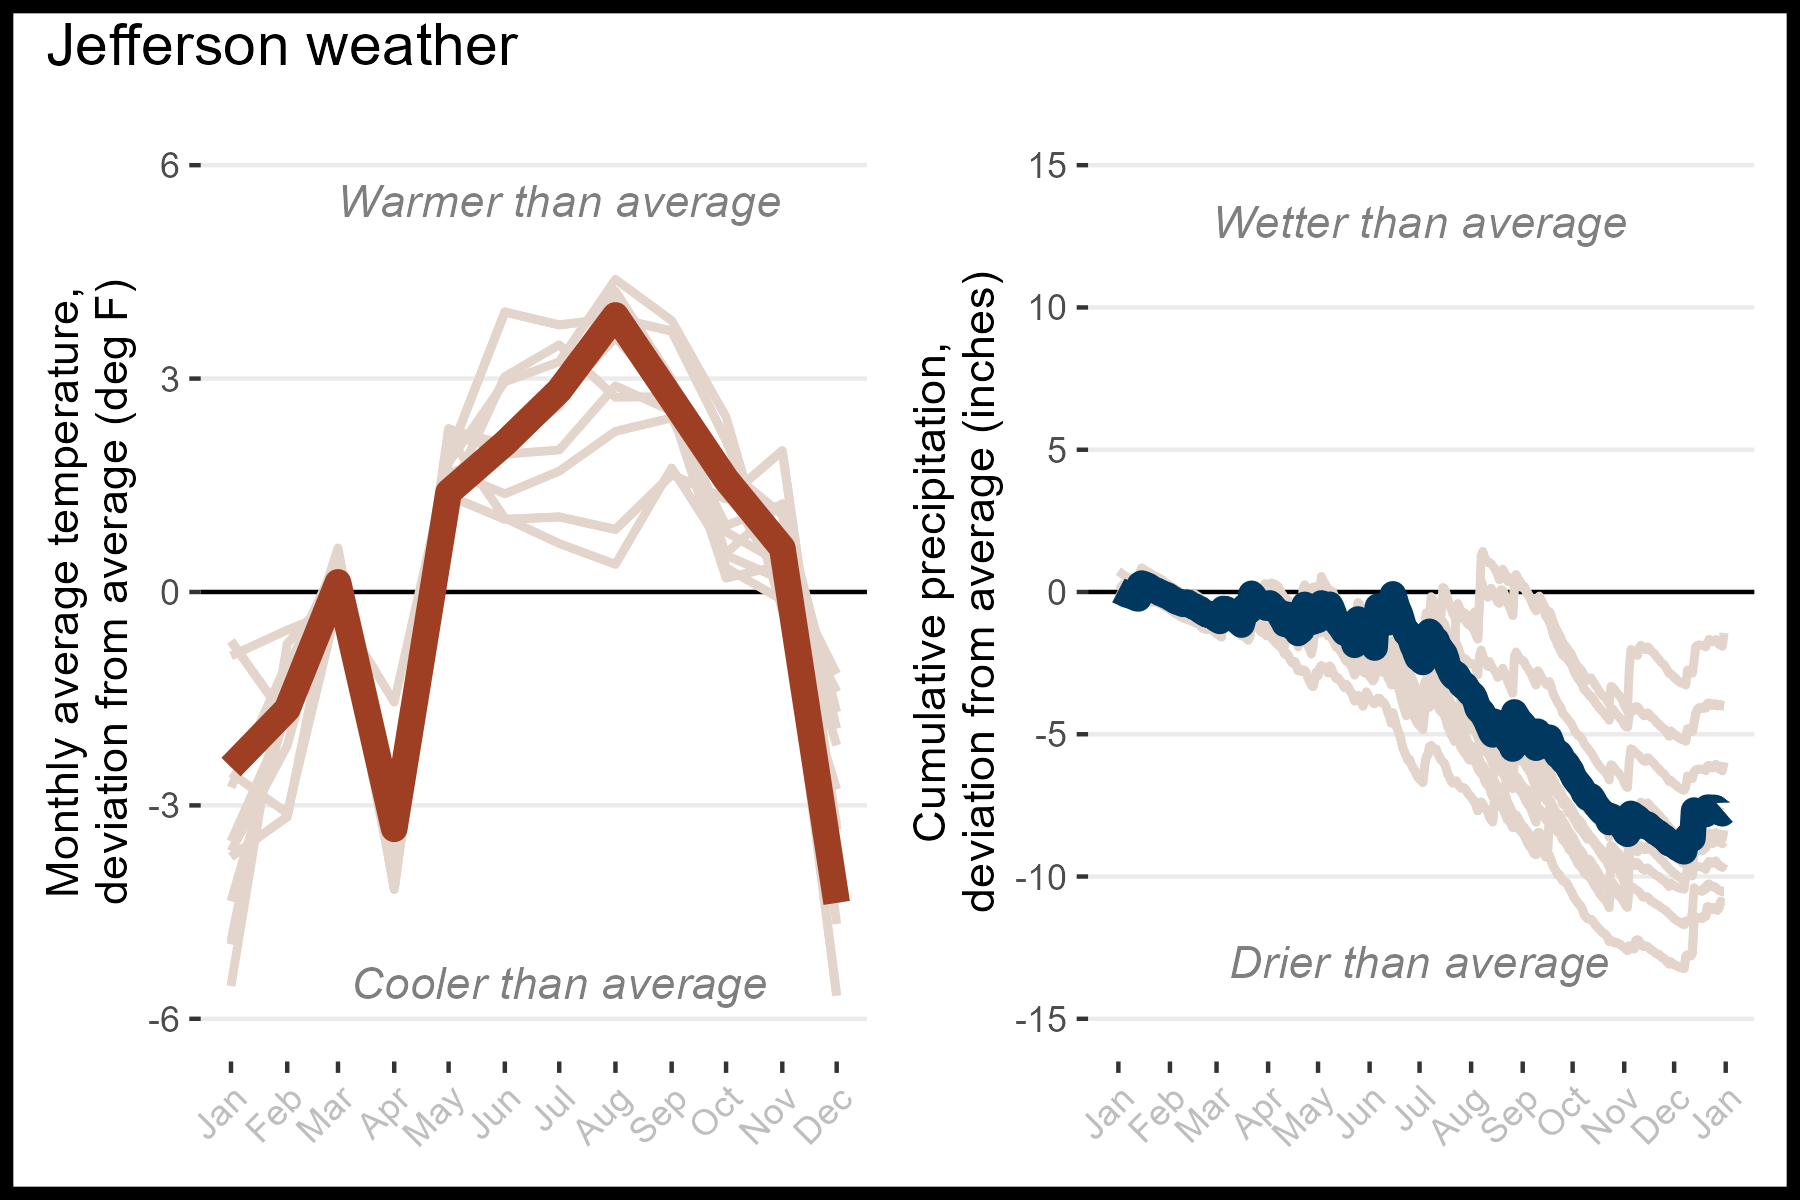 Jefferson weather
Monthly average temperature,
deviation from average (deg F)
6
3
0
-3
-6
Warmer than average
Cooler than average
Jan
Feb
Mar
Apr
May
Jun
Jul
Aug
Sep
Oct
Nov
Dec
Cumulative precipitation,
deviation from average (inches)
15
10
5
0
-5
-10
-15
Wetter than average
Drier than average
Jan
Feb
Mar
Apr
May
Jun
Jul
Aug
Sep
Oct
Nov
Dec
Jan